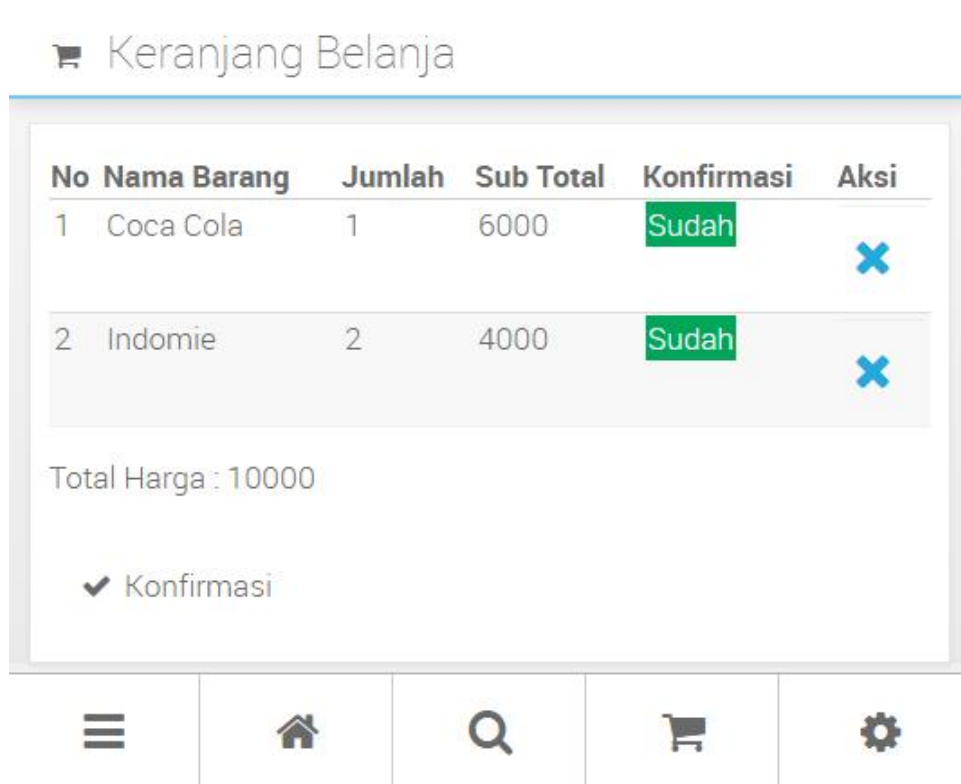 Keranjang Belanja
No Nama Barang Jumlah Sub Total Konfirmasi Aksi
1 Coca Cola 1 6000 Sudah
2 Indomie 2 4000 Sudah
Total Harga : 10000
Konfirmasi